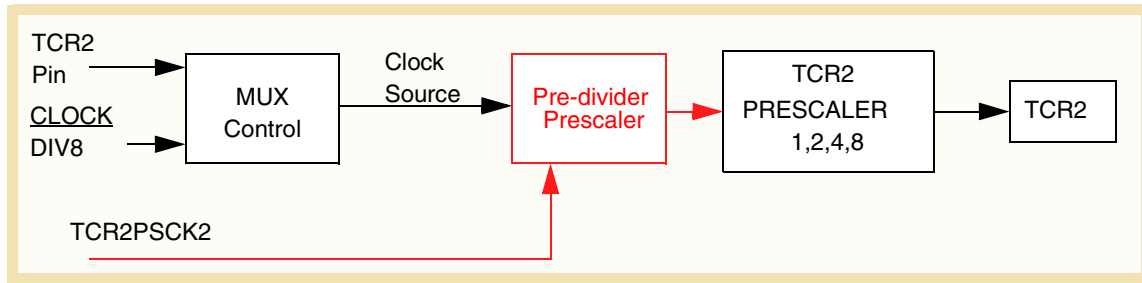 TCR2
Pin
CLOCK
DIV8
MUX
Control
Clock
Source
Pre-divider
Prescaler
TCR2
PRESCALER
1,2,4,8
TCR2
TCR2PSCK2